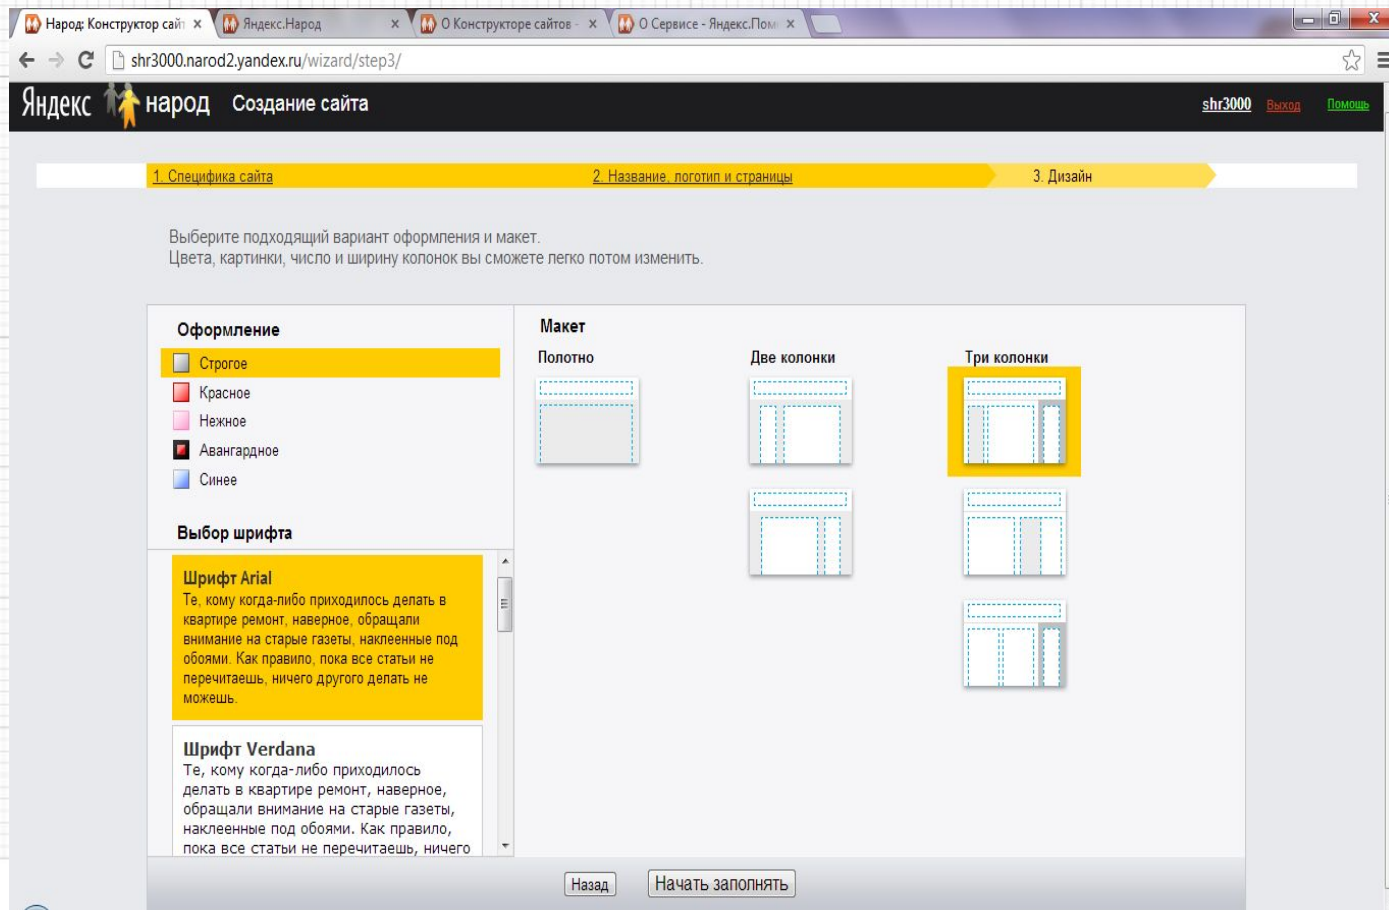 Народ: Конструктор сайт
Яндекс.Народ
О Конструкторе сайтов -
О Сервисе - Яндекс.Пом
shr3000.narod2.yandex.ru/wizard/step3/
Яндекс народ Создание сайта
shr3000 Выход Помощь
1. Специфика сайта
2. Название, логотип и страницы
3. Дизайн
Выберите подходящий вариант оформления и макет.
Цвета, картинки, число и ширину колонок вы сможете легко потом изменить.
Оформление
Строгое
Красное
Нежное
Авангардное
Синее
Выбор шрифта
Шрифт Arial
Те, кому когда-либо приходилось делать в
квартире ремонт, наверное, обращали
внимание на старые газеты, наклеенные под
обоями. Как правило, пока все статьи не
перечитаешь, ничего другого делать не
можешь.
Шрифт Verdana
Те, кому когда-либо приходилось
делать в квартире ремонт, наверное,
обращали внимание на старые газеты,
наклеенные под обоями. Как правило,
пока все статьи не перечитаешь, ничего
Макет
Полотно
Две колонки
Три колонки
Назад
Начать заполнять